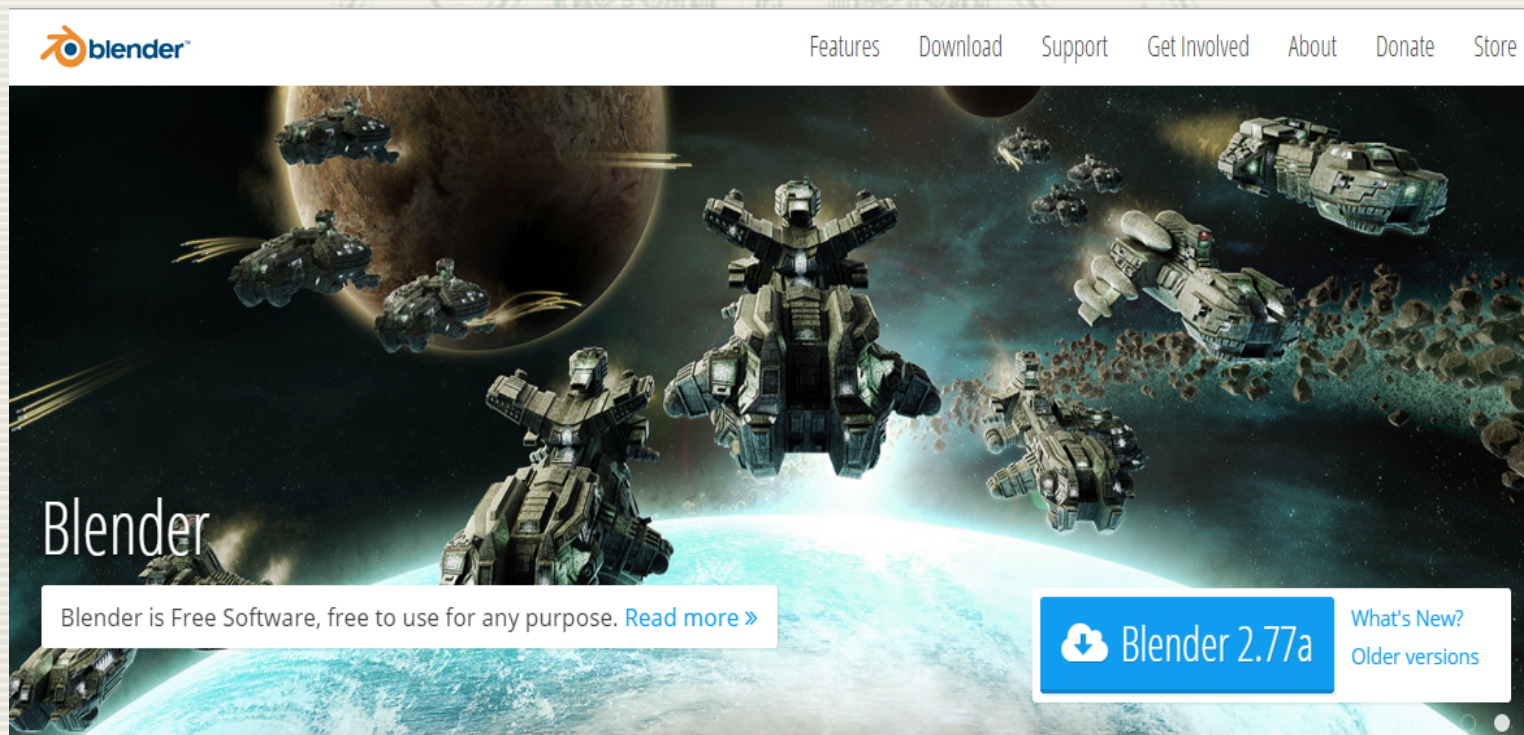 blender™
Features Download Support Get Involved About Donate Store
Blender
Blender is Free Software, free to use for any purpose. Read more »
Blender 2.77a
What's New?
Older versions